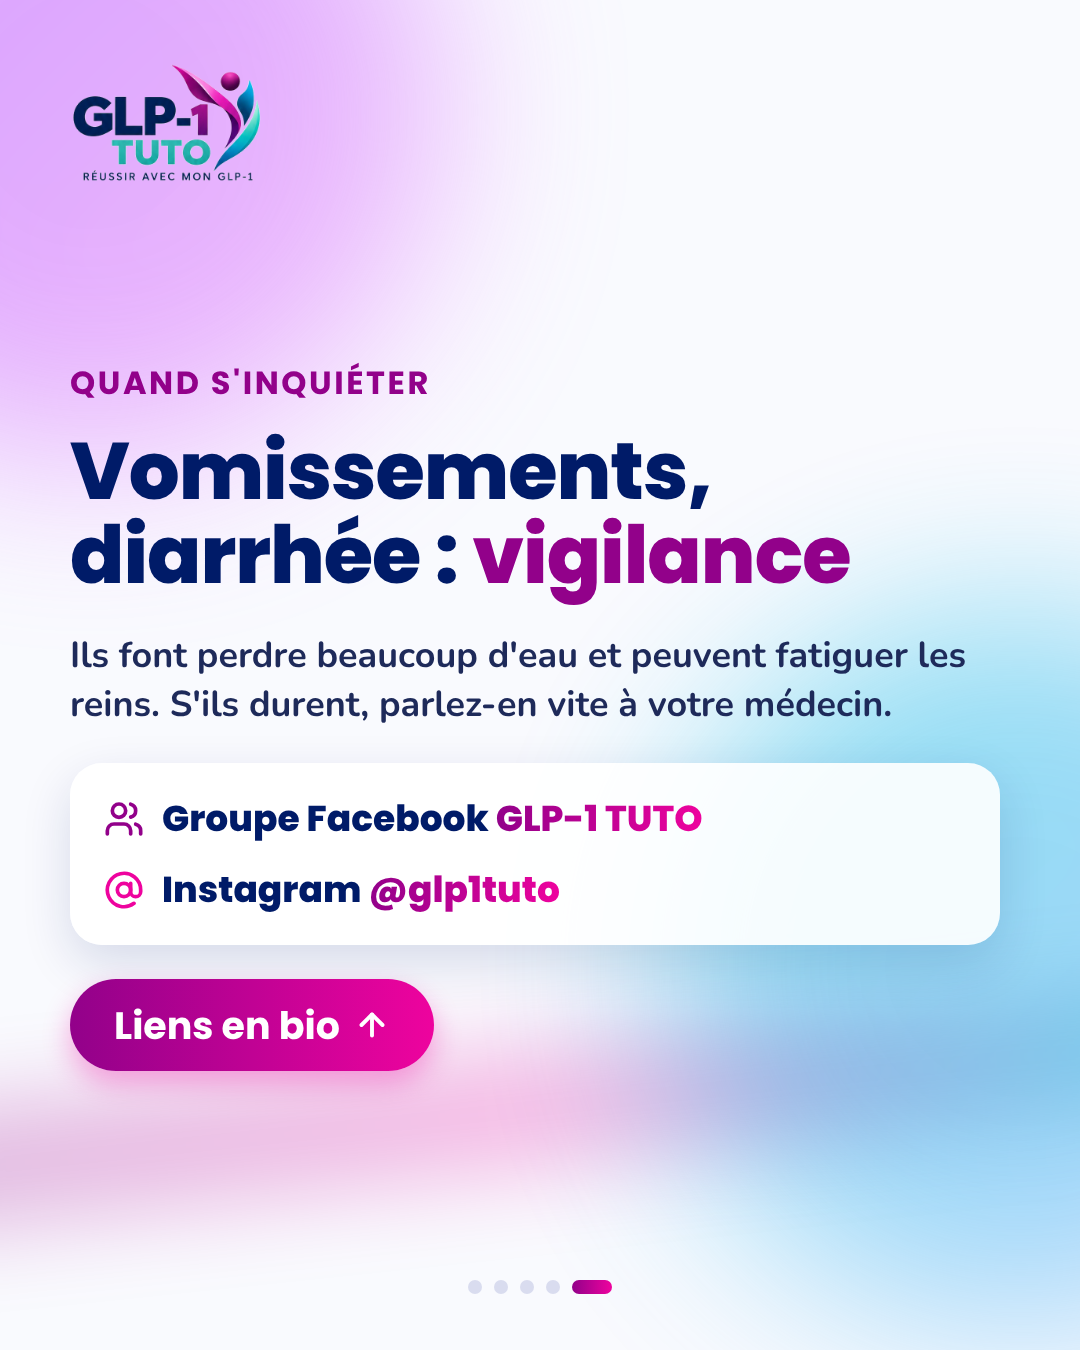 GLP-1
TUTO
RÉUSSIR AVEC MON GLP-1
QUAND S'INQUIÉTER
Vomissements,
diarrhée : vigilance
Ils font perdre beaucoup d'eau et peuvent fatiguer les
reins. S'ils durent, parlez-en vite à votre médecin.
Groupe Facebook GLP-1 TUTO
Instagram @glp1tuto
Liens en bio ↑